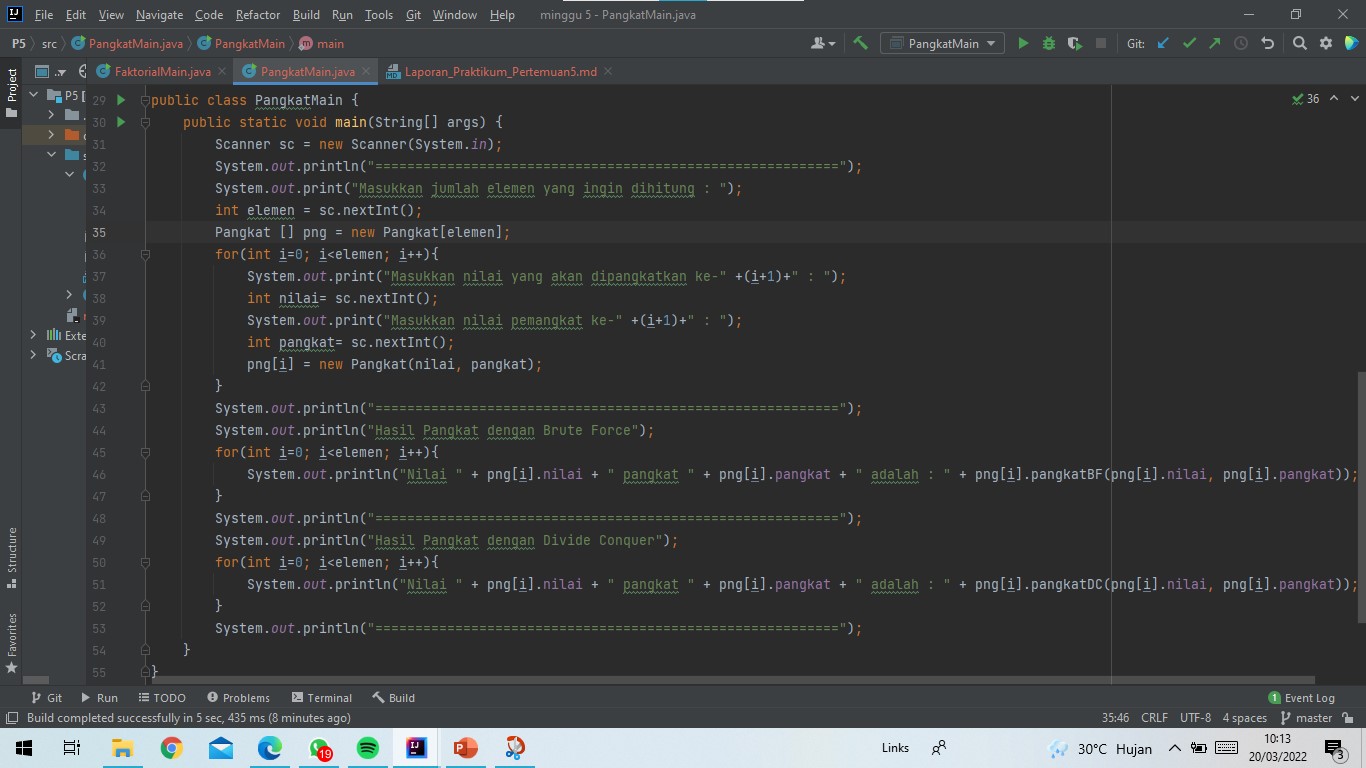 File Edit View Navigate Code Refactor Build Run Tools Git Window Help minggu 5 - PangkatMain.java
P5 src PangkatMain.java PangkatMain main PangkatMain Git:
Project FaktorialMain.java PangkatMain.java Laporan_Praktikum_Pertemuan5.md
P5 [
Exte
Scra
36
29 public class PangkatMain {
30 public static void main(String[] args) {
31 Scanner sc = new Scanner(System.in);
32 System.out.println("==========================================================");
33 System.out.print("Masukkan jumlah elemen yang ingin dihitung : ");
34 int elemen = sc.nextInt();
35 Pangkat [] png = new Pangkat[elemen];
36 for(int i=0; i<elemen; i++){
37 System.out.print("Masukkan nilai yang akan dipangkatkan ke-" +(i+1)+" : ");
38 int nilai= sc.nextInt();
39 System.out.print("Masukkan nilai pemangkat ke-" +(i+1)+" : ");
40 int pangkat= sc.nextInt();
41 png[i] = new Pangkat(nilai, pangkat);
42 }
43 System.out.println("==========================================================");
44 System.out.println("Hasil Pangkat dengan Brute Force");
45 for(int i=0; i<elemen; i++){
46 System.out.println("Nilai " + png[i].nilai + " pangkat " + png[i].pangkat + " adalah : " + png[i].pangkatBF(png[i].nilai, png[i].pangkat));
47 }
48 System.out.println("==========================================================");
49 System.out.println("Hasil Pangkat dengan Divide Conquer");
50 for(int i=0; i<elemen; i++){
51 System.out.println("Nilai " + png[i].nilai + " pangkat " + png[i].pangkat + " adalah : " + png[i].pangkatDC(png[i].nilai, png[i].pangkat));
52 }
53 System.out.println("==========================================================");
54 }
55 }
Structure
Favorites
Git Run TODO Problems Terminal Build 1 Event Log
Build completed successfully in 5 sec, 435 ms (8 minutes ago) 35:46 CRLF UTF-8 4 spaces master
19 Links 30°C Hujan 10:13
20/03/2022 3